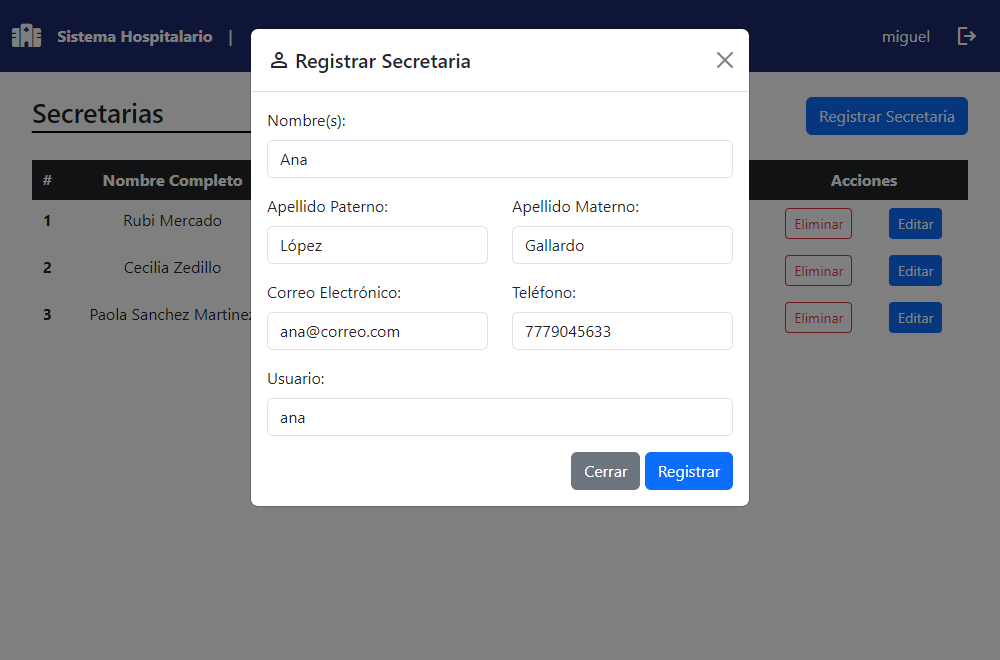 Sistema Hospitalario |
miguel
Registrar Secretaria
Secretarias
Registrar Secretaria
Nombre(s):
Ana
# Nombre Completo Acciones
Apellido Paterno: Apellido Materno:
1 Rubi Mercado Eliminar Editar
López Gallardo
2 Cecilia Zedillo Eliminar Editar
Correo Electrónico: Teléfono:
3 Paola Sanchez Martinez Eliminar Editar
ana@correo.com 7779045633
Usuario:
ana
Cerrar Registrar